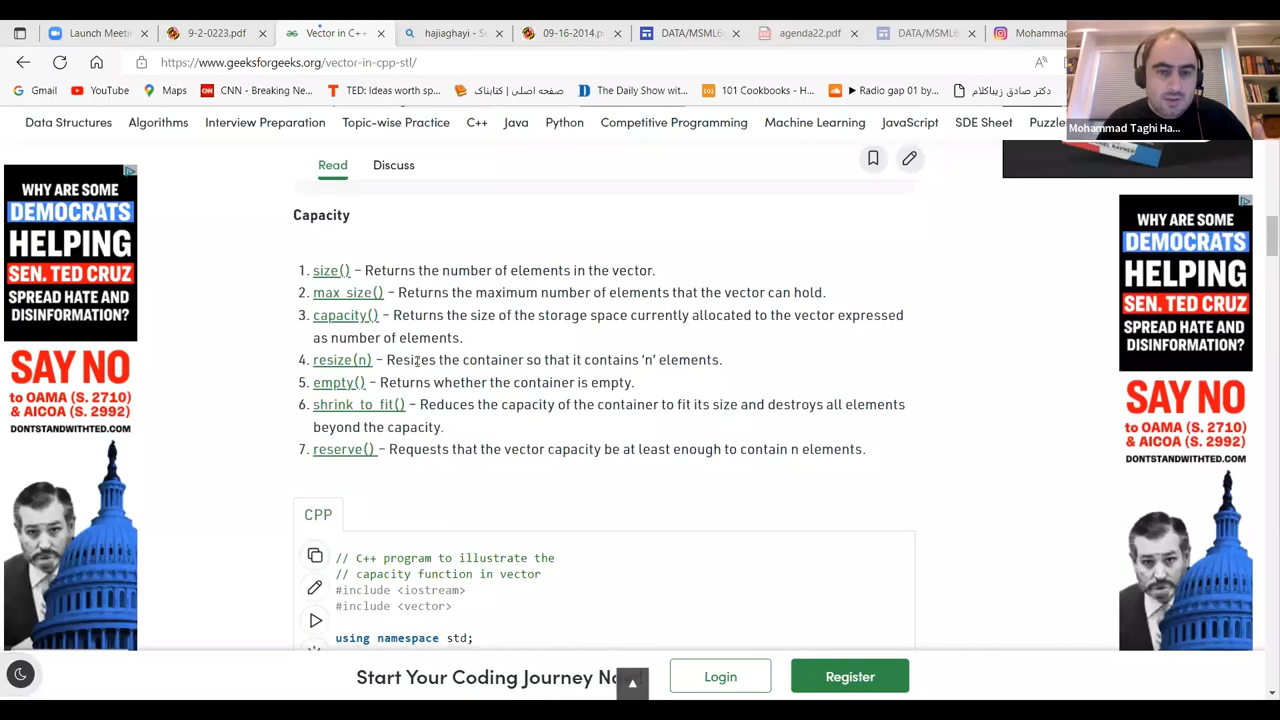 Launch Meeti
9-2-0223.pdf
Vector in C++
hajiaghayi - Se
09-16-2014.p
DATA/MSML6
agenda22.pdf
DATA/MSML6
Mohamm
https://www.geeksforgeeks.org/vector-in-cpp-stl/
Gmail
YouTube
Maps
CNN - Breaking Ne...
TED: Ideas worth sp...
صفحه اصلی | کتابناک
The Daily Show wit...
101 Cookbooks - H...
Radio gap 01 by...
دکتر صادق زیباکلام
Mohammad Taghi Ha...
Data Structures
Algorithms
Interview Preparation
Topic-wise Practice
C++
Java
Python
Competitive Programming
Machine Learning
JavaScript
SDE Sheet
Puzzle
Read
Discuss
Capacity
1. size() – Returns the number of elements in the vector.
2. max_size() – Returns the maximum number of elements that the vector can hold.
3. capacity() – Returns the size of the storage space currently allocated to the vector expressed
as number of elements.
4. resize(n) – Resizes the container so that it contains ‘n’ elements.
5. empty() – Returns whether the container is empty.
6. shrink_to_fit() – Reduces the capacity of the container to fit its size and destroys all elements
beyond the capacity.
7. reserve() – Requests that the vector capacity be at least enough to contain n elements.
CPP
// C++ program to illustrate the
// capacity function in vector
#include <iostream>
#include <vector>
using namespace std;
WHY ARE SOME
DEMOCRATS
HELPING
SEN. TED CRUZ
SPREAD HATE AND
DISINFORMATION?
SAY NO
to OAMA (S. 2710)
& AICOA (S. 2992)
DONTSTANDWITHTED.COM
WHY ARE SOME
DEMOCRATS
HELPING
SEN. TED CRUZ
SPREAD HATE AND
DISINFORMATION?
SAY NO
to OAMA (S. 2710)
& AICOA (S. 2992)
DONTSTANDWITHTED.COM
Start Your Coding Journey No !
Login
Register